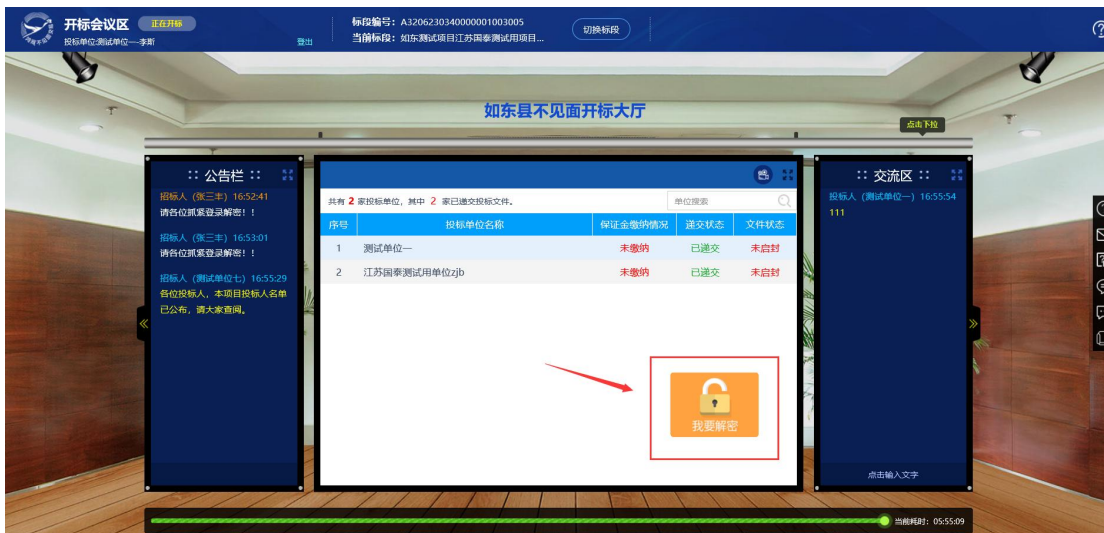 开标会议区 正在开标
投标单位:测试单位一-李斯 登出
标段编号：A3206230340000001003005
当前标段：如东测试项目江苏国泰测试用项目...
切换标段
如东县不见面开标大厅
点击下拉
:: 公告栏 ::
招标人（张三丰）16:52:41
请各位抓紧登录解密！！
招标人（张三丰）16:53:01
请各位抓紧登录解密！！
招标人（测试单位七）16:55:29
各位投标人，本项目投标人名单
已公布，请大家查阅。
共有 2 家投标单位，其中 2 家已递交投标文件。 单位搜索
序号 投标单位名称 保证金缴纳情况 递交状态 文件状态
1 测试单位一 未缴纳 已递交 未启封
2 江苏国泰测试用单位zjb 未缴纳 已递交 未启封
我要解密
:: 交流区 ::
投标人（测试单位一）16:55:54
111
点击输入文字
当前耗时：05:55:09